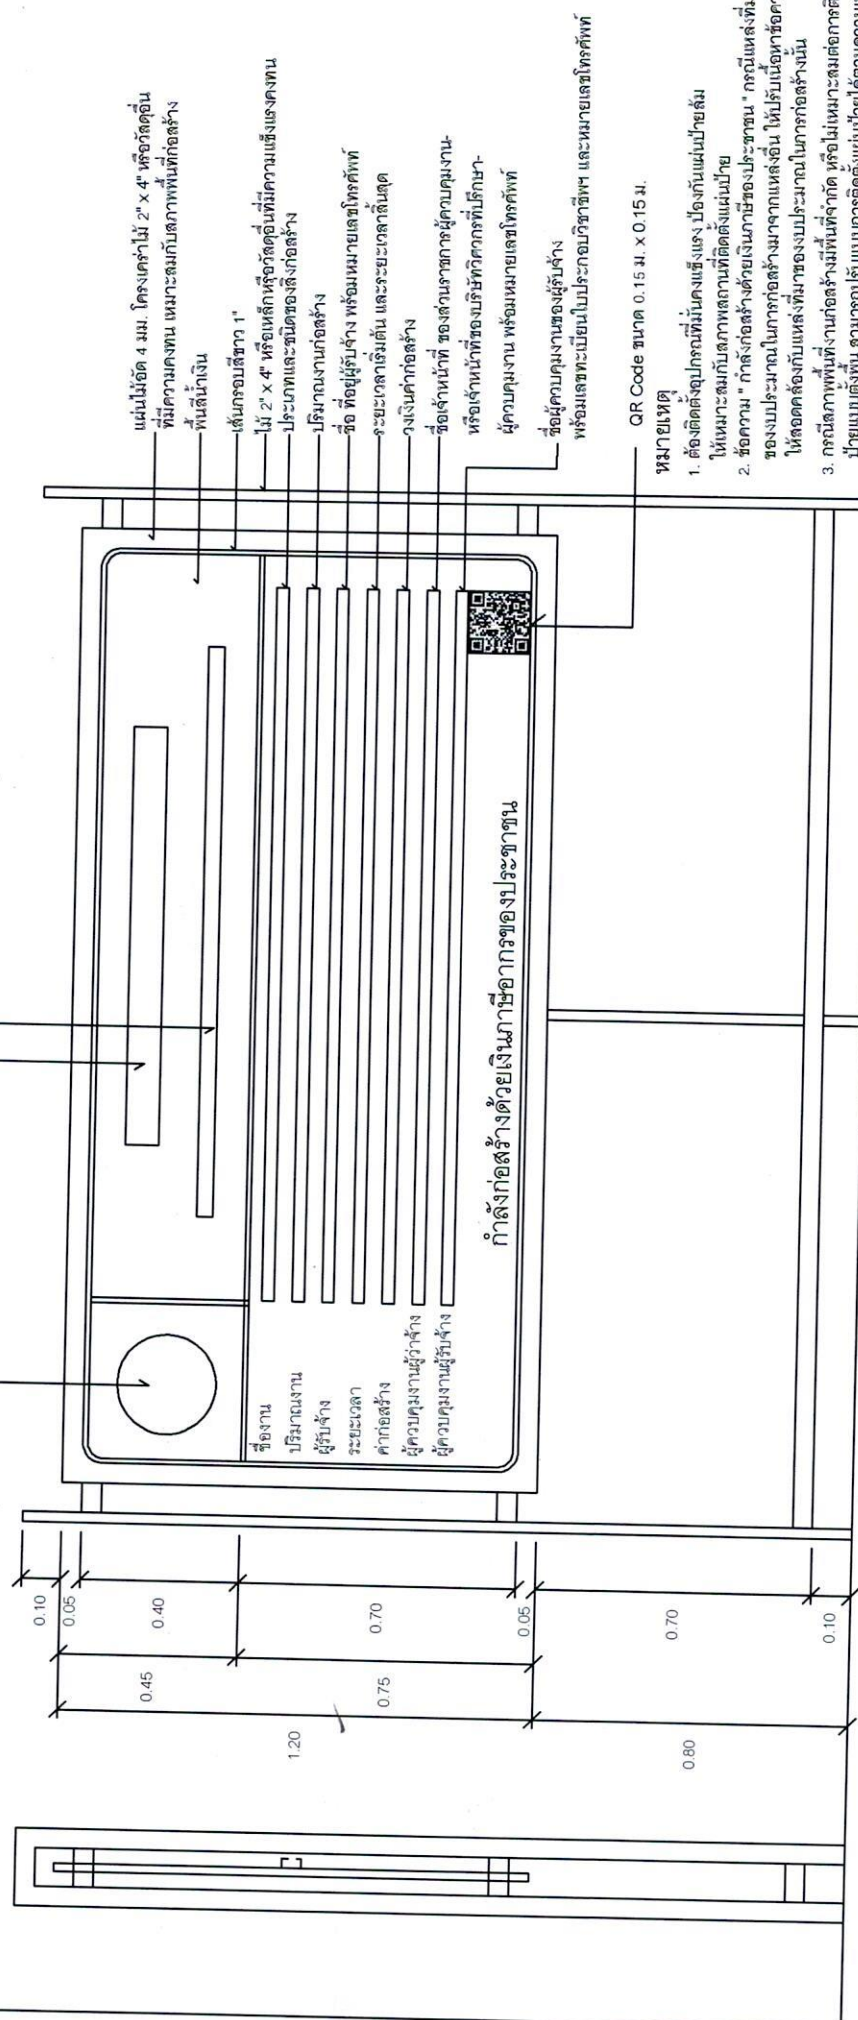 แผ่นไม้อัด 4 มม. โครงเคร่าไม้ 2" x 4" หรือวัสดุอื่น
ที่มีความคงทน เหมาะสมกับสภาพพื้นที่ก่อสร้าง
พื้นสีน้ำเงิน
เส้นกรอบสีขาว 1"
ไม้ 2" x 4" หรือเหล็กหรือวัสดุอื่นที่มีความแข็งแรงคงทน
ประเภทและชนิดของสิ่งก่อสร้าง
ปริมาณงานก่อสร้าง
ชื่อ ที่อยู่ผู้รับจ้าง พร้อมหมายเลขโทรศัพท์
ระยะเวลาเริ่มต้น และระยะเวลาสิ้นสุด
วงเงินค่าก่อสร้าง
ชื่อเจ้าหน้าที่ ของส่วนราชการผู้ควบคุมงาน-
หรือเจ้าหน้าที่ของบริษัทวิศวกรที่ปรึกษา-
ผู้ควบคุมงาน พร้อมหมายเลขโทรศัพท์
ชื่อผู้ควบคุมงานของผู้รับจ้าง
พร้อมเลขทะเบียนใบประกอบวิชาชีพฯ และหมายเลขโทรศัพท์
QR Code ขนาด 0.15 ม. x 0.15 ม.
ชื่องาน
ปริมาณงาน
ผู้รับจ้าง
ระยะเวลา
ค่าก่อสร้าง
ผู้ควบคุมงานผู้ว่าจ้าง
ผู้ควบคุมงานผู้รับจ้าง
กำลังก่อสร้างด้วยเงินภาษีอากรของประชาชน
0.10
0.05
0.40
0.70
0.05
0.70
0.10
0.45
0.75
1.20
0.80
หมายเหตุ
1. ต้องติดตั้งอุปกรณ์ที่มั่นคงแข็งแรง ป้องกันแผ่นป้ายล้ม
ให้เหมาะสมกับสภาพสถานที่ติดตั้งแผ่นป้าย
2. ข้อความ " กำลังก่อสร้างด้วยเงินภาษีของประชาชน " กรณีแหล่งที่ม
ของงบประมาณในการก่อสร้างมาจากแหล่งอื่น ให้ปรับเนื้อหาข้อคว
ให้สอดคล้องกับแหล่งที่มาของงบประมาณในการก่อสร้างนั้น
3. กรณีสภาพพื้นที่งานก่อสร้างมีพื้นที่จำกัด หรือไม่เหมาะสมต่อการติ